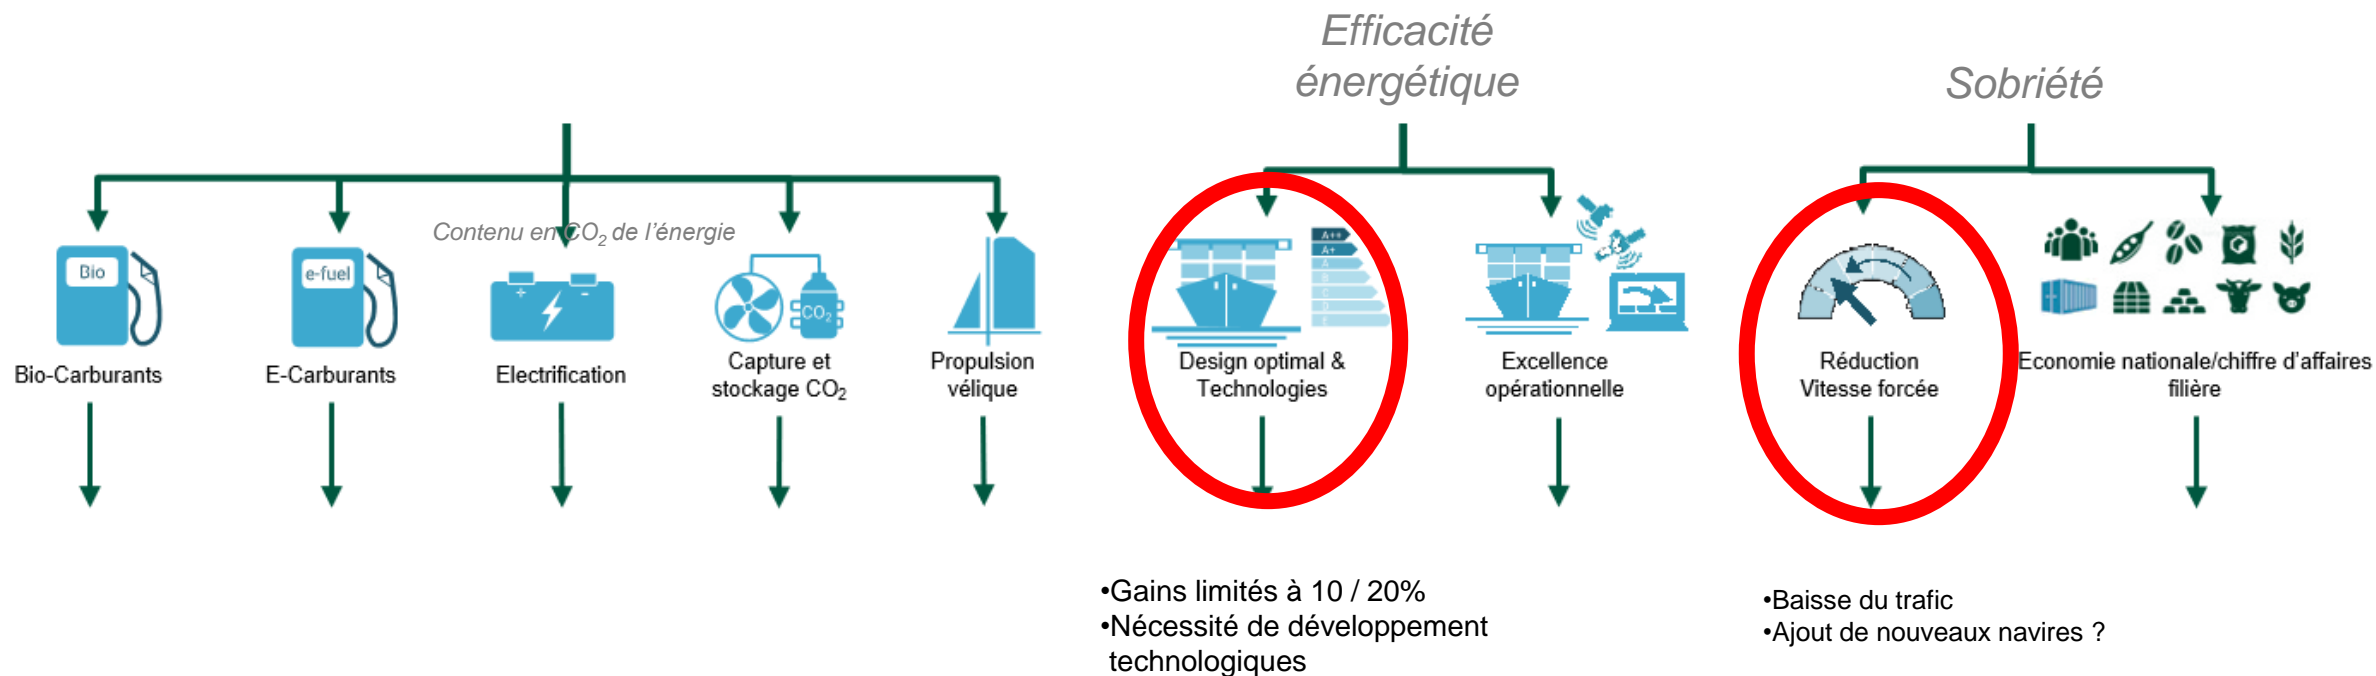 Efficacité
énergétique
Sobriété
Contenu en CO₂ de l'énergie
Bio
e-fuel
+ -
CO₂
A++
A+
A
B
C
D
E
Bio-Carburants
E-Carburants
Electrification
Capture et
stockage CO₂
Propulsion
vélique
Design optimal &
Technologies
Excellence
opérationnelle
Réduction
Vitesse forcée
Economie nationale/chiffre d'affaires
filière
•Gains limités à 10 / 20%
•Nécessité de développement
technologiques
•Baisse du trafic
•Ajout de nouveaux navires ?